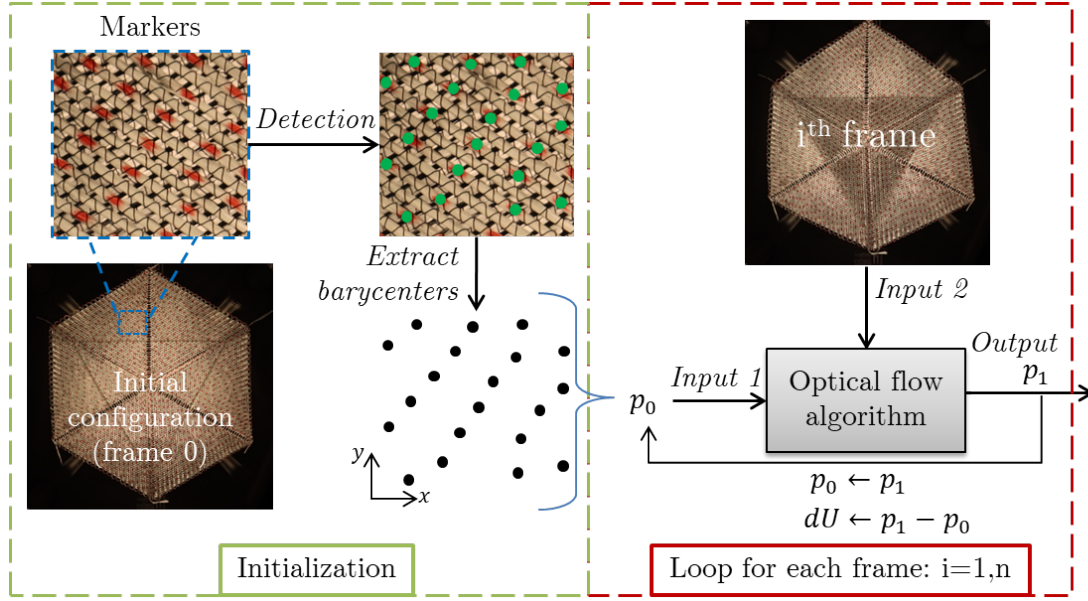 Markers
Detection
Extract
barycenters
Initial
configuration
(frame 0)
y
x
Initialization
iᵗʰ frame
Input 2
Input 1
p₀
Optical flow
algorithm
Output
p₁
p₀ ← p₁
dU ← p₁ − p₀
Loop for each frame: i=1,n